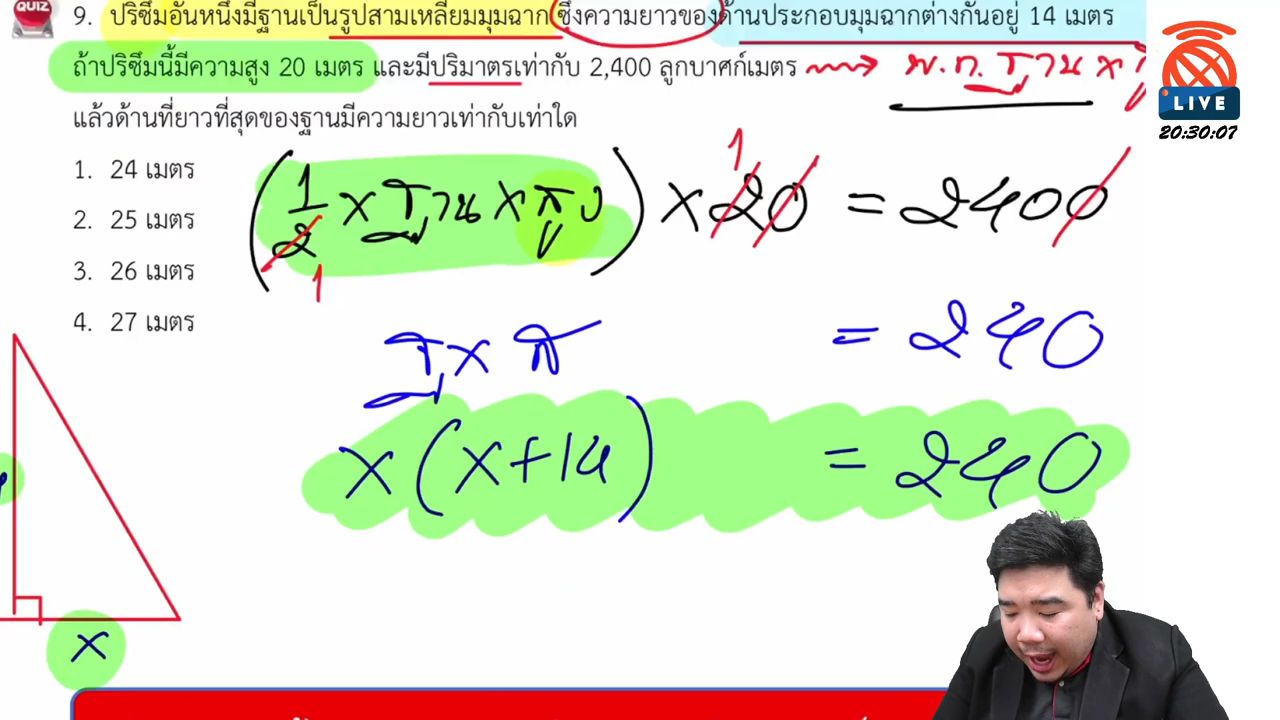 QUIZ
9. ปริซึมอันหนึ่งมีฐานเป็นรูปสามเหลี่ยมมุมฉาก ซึ่งความยาวของด้านประกอบมุมฉากต่างกันอยู่ 14 เมตร
ถ้าปริซึมนี้มีความสูง 20 เมตร และมีปริมาตรเท่ากับ 2,400 ลูกบาศก์เมตร พ.ท. ฐาน x
แล้วด้านที่ยาวที่สุดของฐานมีความยาวเท่ากับเท่าใด
LIVE
20:30:07
1. 24 เมตร
2. 25 เมตร
3. 26 เมตร
4. 27 เมตร
1
(1/2 x ฐาน x สูง) x 20 = 2400
1
ฐ x ส = 240
x(x+14) = 240
x